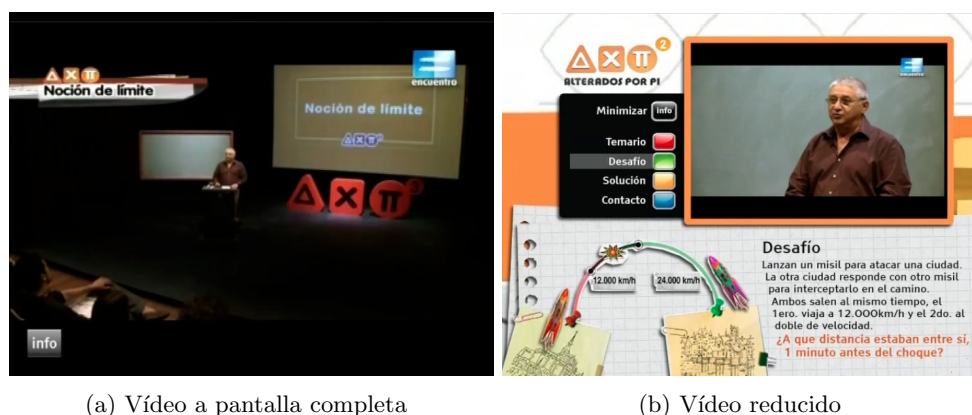 Noción de límite
encuentro
Noción de límite
info
ALTERADOS POR PI
encuentro
Minimizar info
Temario
Desafío
Solución
Contacto
12.000 km/h
24.000 km/h
Desafío
Lanzan un misil para atacar una ciudad.
La otra ciudad responde con otro misil
para interceptarlo en el camino.
Ambos salen al mismo tiempo, el
1ero. viaja a 12.000km/h y el 2do. al
doble de velocidad.
¿A que distancia estaban entre sí,
1 minuto antes del choque?
(a) Vídeo a pantalla completa
(b) Vídeo reducido